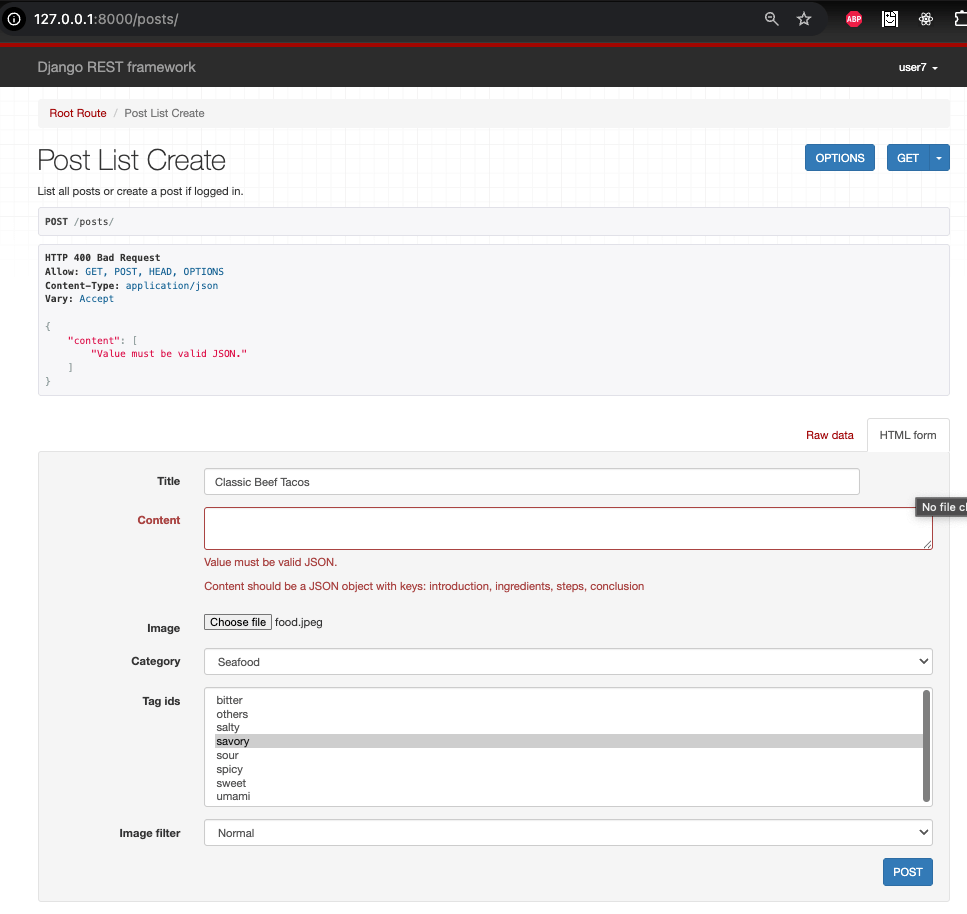 127.0.0.1:8000/posts/
ABP
Django REST framework
user7
Root Route / Post List Create
Post List Create
OPTIONS
GET
List all posts or create a post if logged in.
POST /posts/
HTTP 400 Bad Request
Allow: GET, POST, HEAD, OPTIONS
Content-Type: application/json
Vary: Accept
{
"content": [
"Value must be valid JSON."
]
}
Raw data
HTML form
Title
Classic Beef Tacos
No file c
Content
Value must be valid JSON.
Content should be a JSON object with keys: introduction, ingredients, steps, conclusion
Image
Choose file food.jpeg
Category
Seafood
Tag ids
bitter
others
salty
savory
sour
spicy
sweet
umami
Image filter
Normal
POST